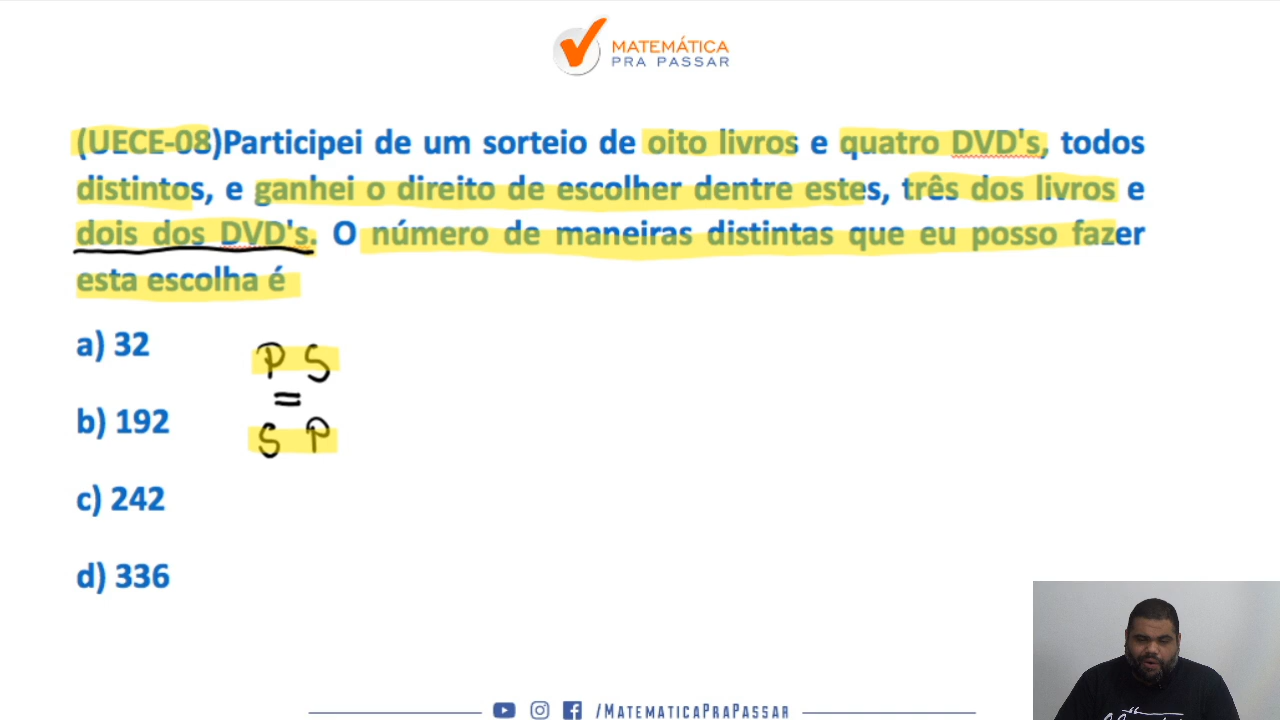 MATEMÁTICA
PRA PASSAR
(UECE-08)Participei de um sorteio de oito livros e quatro DVD's, todos
distintos, e ganhei o direito de escolher dentre estes, três dos livros e
dois dos DVD's. O número de maneiras distintas que eu posso fazer
esta escolha é
a) 32
P S
=
b) 192
S P
c) 242
d) 336
/MATEMATICAPRAPASSAR